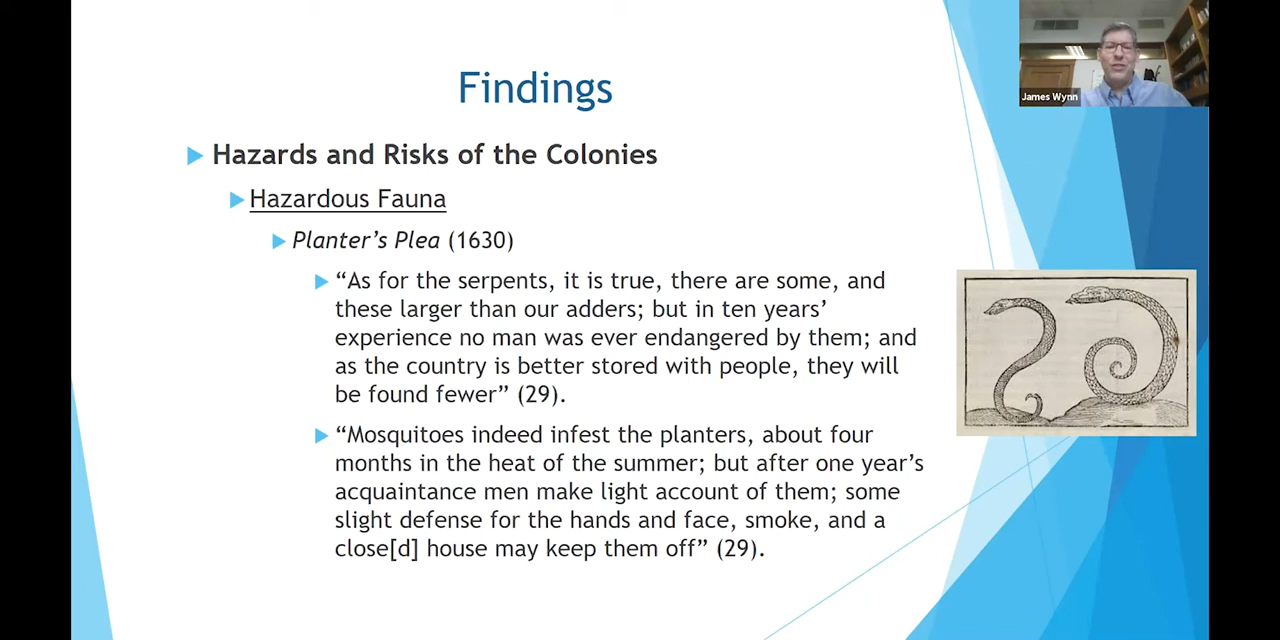 Findings
James Wynn
Hazards and Risks of the Colonies
Hazardous Fauna
Planter’s Plea (1630)
“As for the serpents, it is true, there are some, and
these larger than our adders; but in ten years’
experience no man was ever endangered by them; and
as the country is better stored with people, they will
be found fewer” (29).
“Mosquitoes indeed infest the planters, about four
months in the heat of the summer; but after one year’s
acquaintance men make light account of them; some
slight defense for the hands and face, smoke, and a
close[d] house may keep them off” (29).